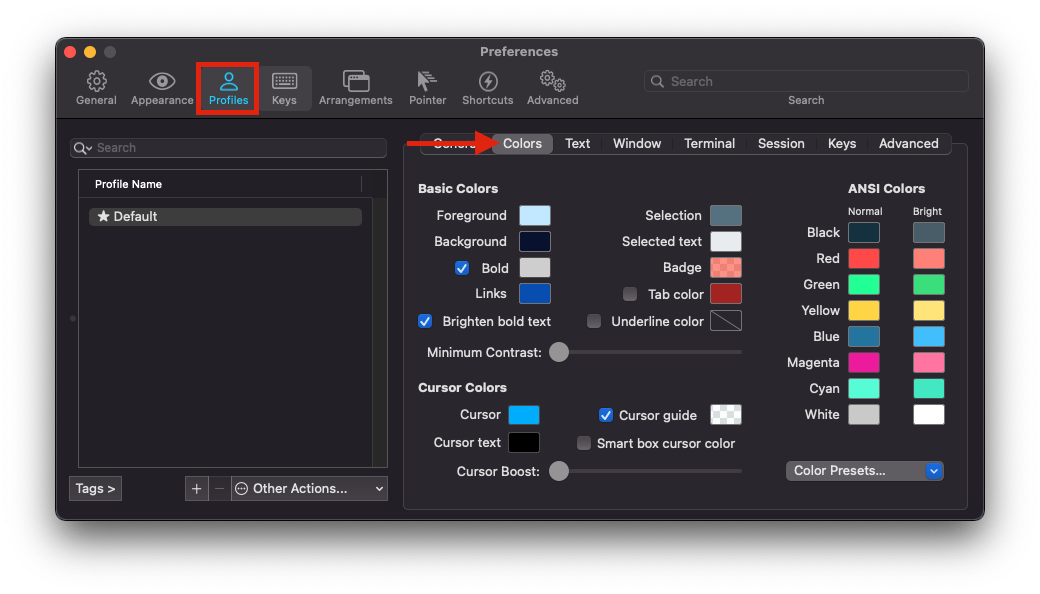 Preferences
General Appearance Profiles Keys Arrangements Pointer Shortcuts Advanced
Search
Search
Search
Profile Name
★ Default
Tags >
+ − Other Actions...
General Colors Text Window Terminal Session Keys Advanced
Basic Colors
Foreground
Background
Bold
Links
Brighten bold text
Selection
Selected text
Badge
Tab color
Underline color
Minimum Contrast:
Cursor Colors
Cursor
Cursor text
Cursor guide
Smart box cursor color
Cursor Boost:
ANSI Colors
Normal Bright
Black
Red
Green
Yellow
Blue
Magenta
Cyan
White
Color Presets...